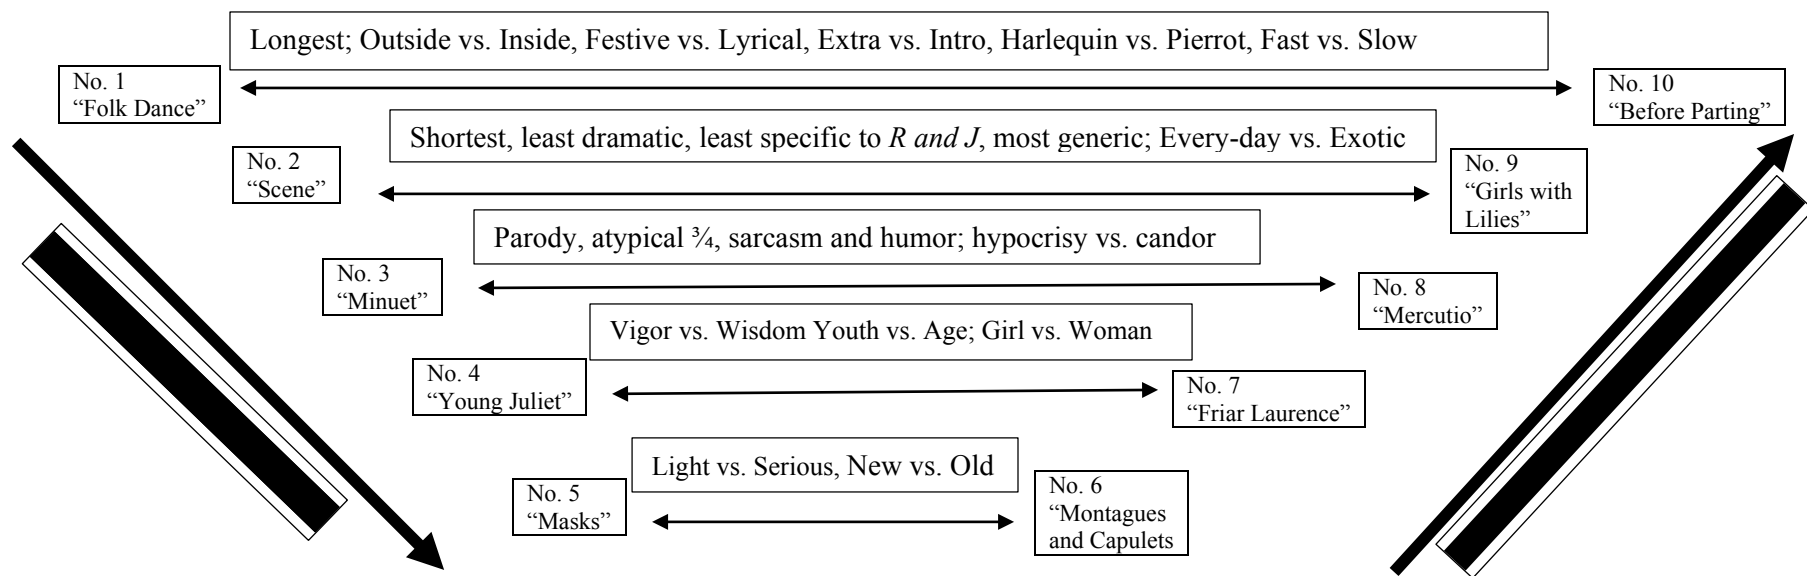 Longest; Outside vs. Inside, Festive vs. Lyrical, Extra vs. Intro, Harlequin vs. Pierrot, Fast vs. Slow
No. 1
“Folk Dance”
No. 10
“Before Parting”
Shortest, least dramatic, least specific to R and J, most generic; Every-day vs. Exotic
No. 2
“Scene”
No. 9
“Girls with
Lilies”
Parody, atypical ¾, sarcasm and humor; hypocrisy vs. candor
No. 3
“Minuet”
No. 8
“Mercutio”
Vigor vs. Wisdom Youth vs. Age; Girl vs. Woman
No. 4
“Young Juliet”
No. 7
“Friar Laurence”
Light vs. Serious, New vs. Old
No. 5
“Masks”
No. 6
“Montagues
and Capulets